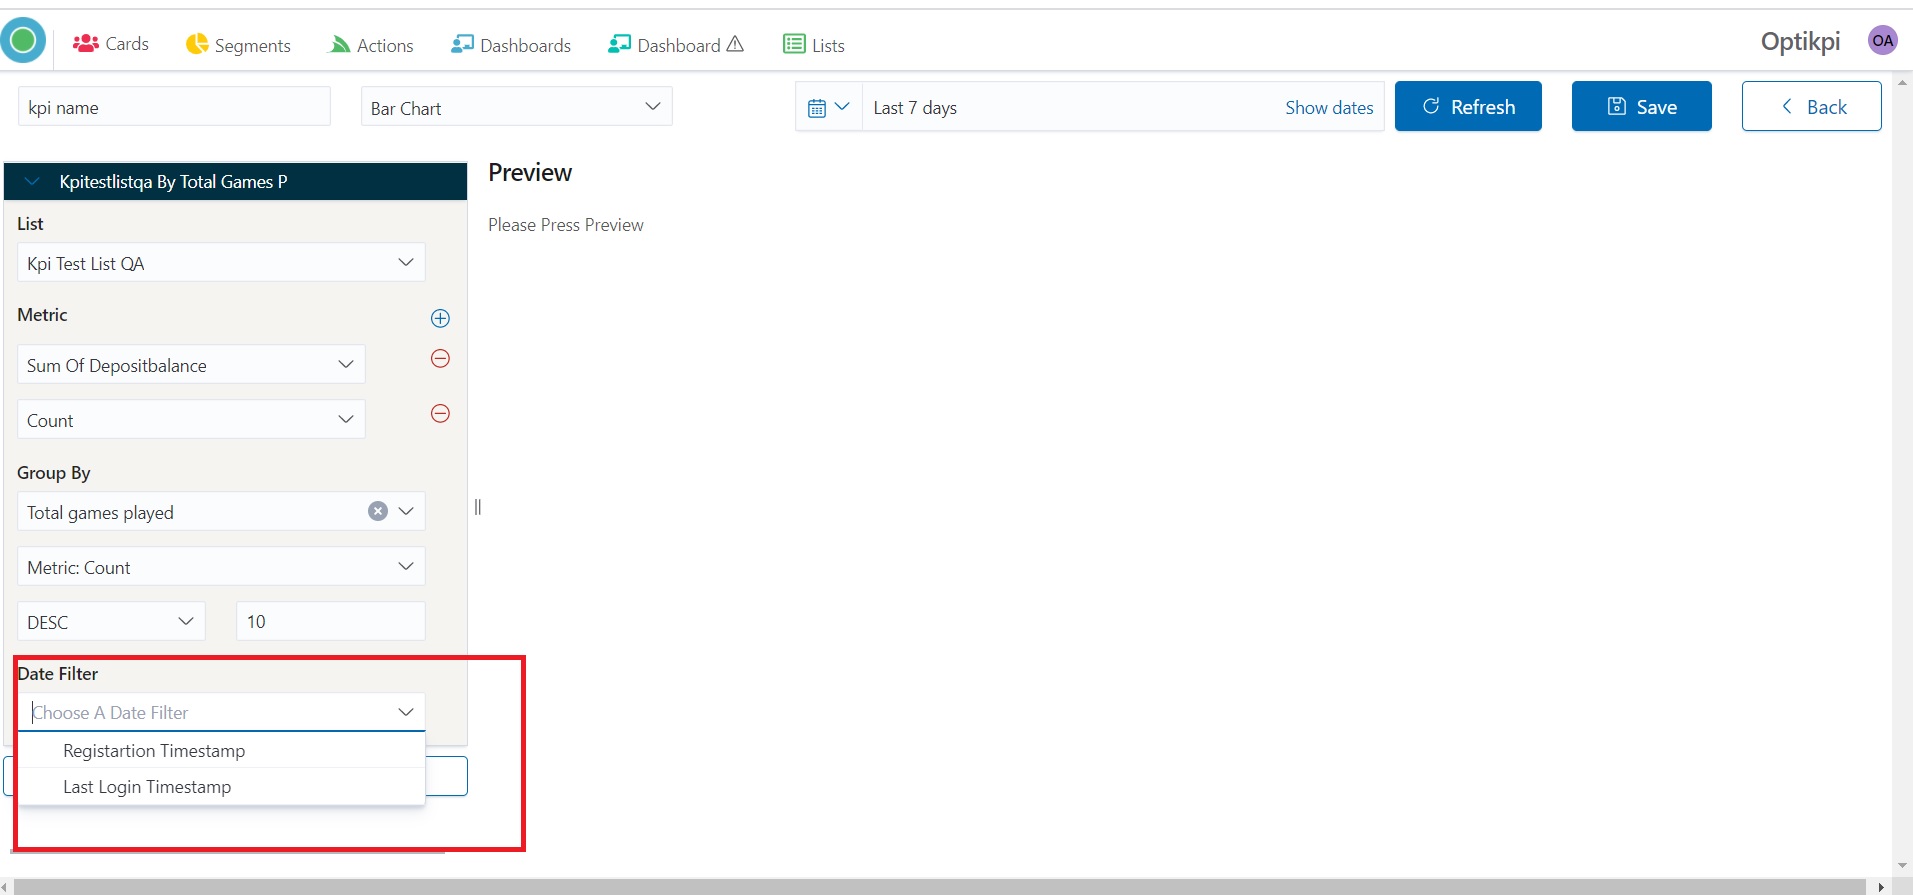 Cards
Segments
Actions
Dashboards
Dashboard
Lists
Optikpi
OA
kpi name
Bar Chart
Last 7 days
Show dates
Refresh
Save
Back
Kpitestlistqa By Total Games P
List
Kpi Test List QA
Metric
Sum Of Depositbalance
Count
Group By
Total games played
Metric: Count
DESC
10
Date Filter
Choose A Date Filter
Registartion Timestamp
Last Login Timestamp
Preview
Please Press Preview